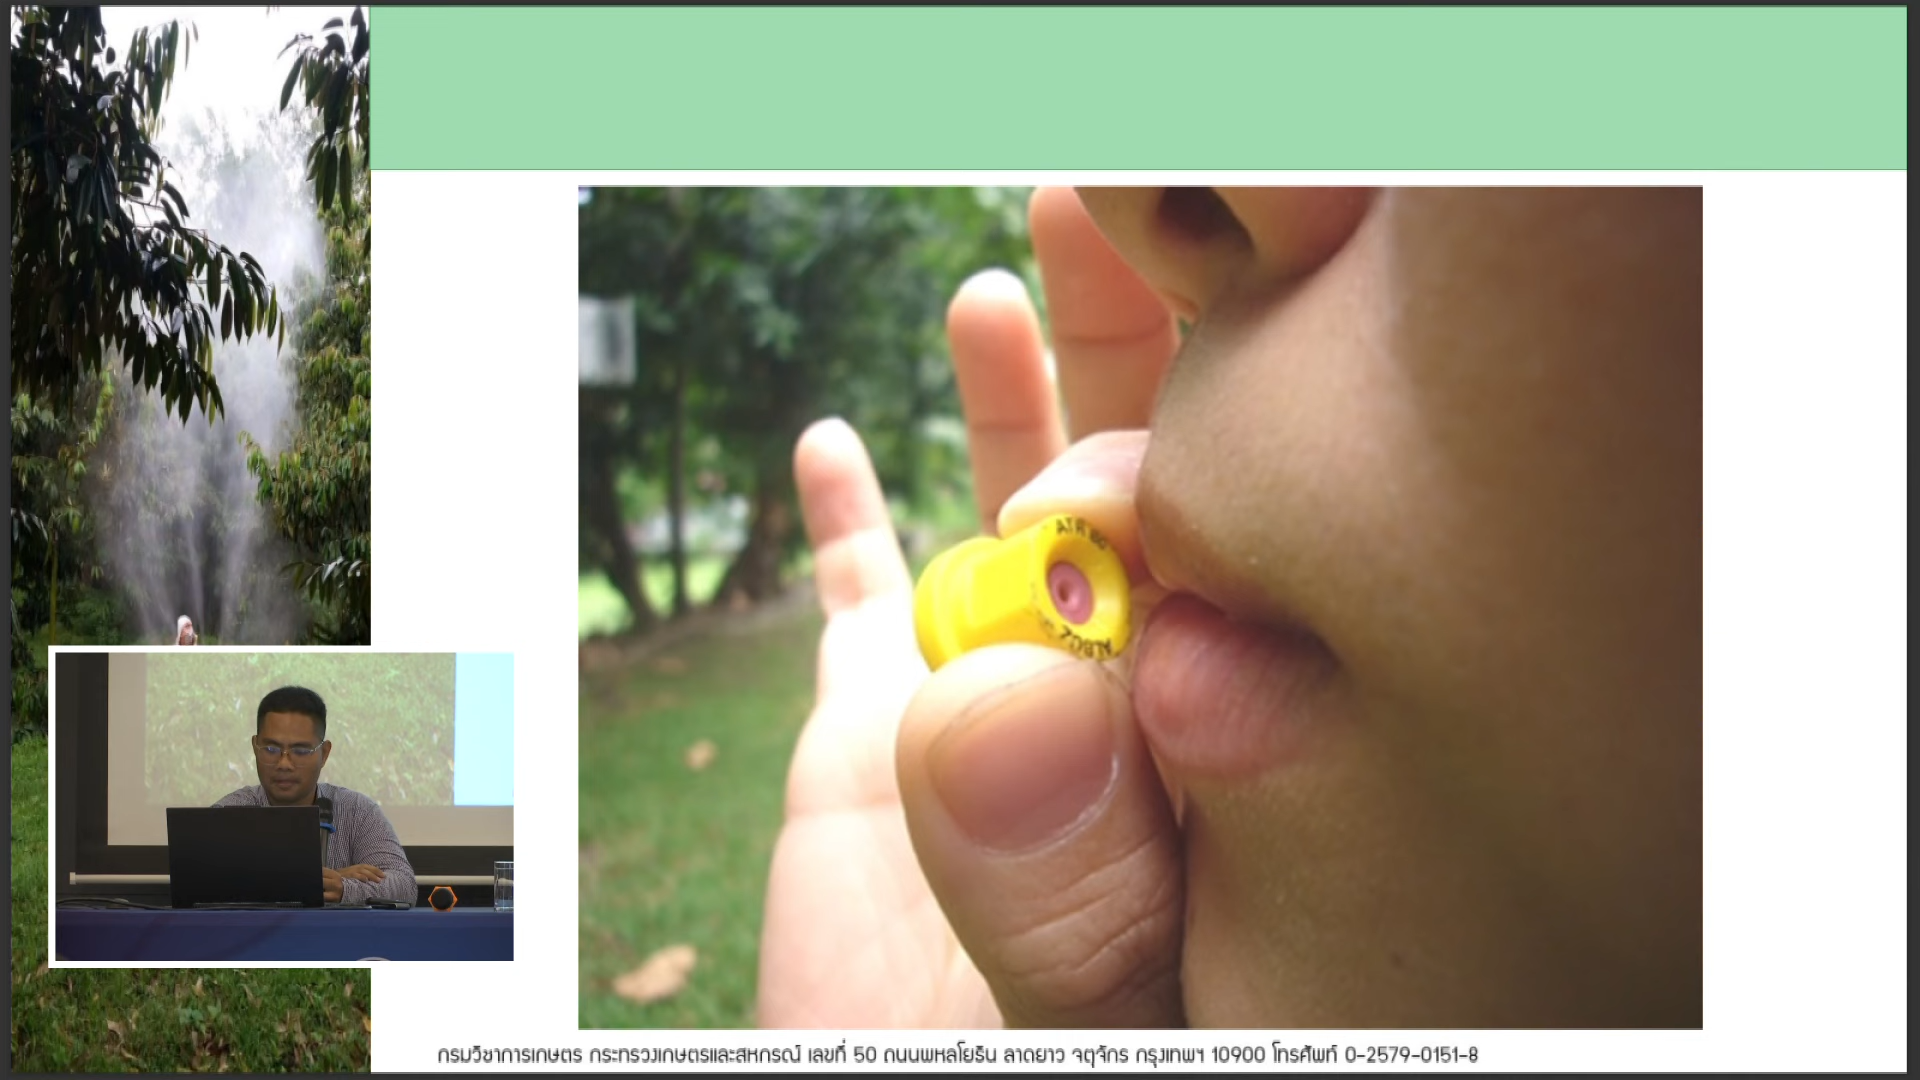 ATR 80
ALBUZ
กรมวิชาการเกษตร กระทรวงเกษตรและสหกรณ์ เลขที่ 50 ถนนพหลโยธิน ลาดยาว จตุจักร กรุงเทพฯ 10900 โทรศัพท์ 0-2579-0151-8